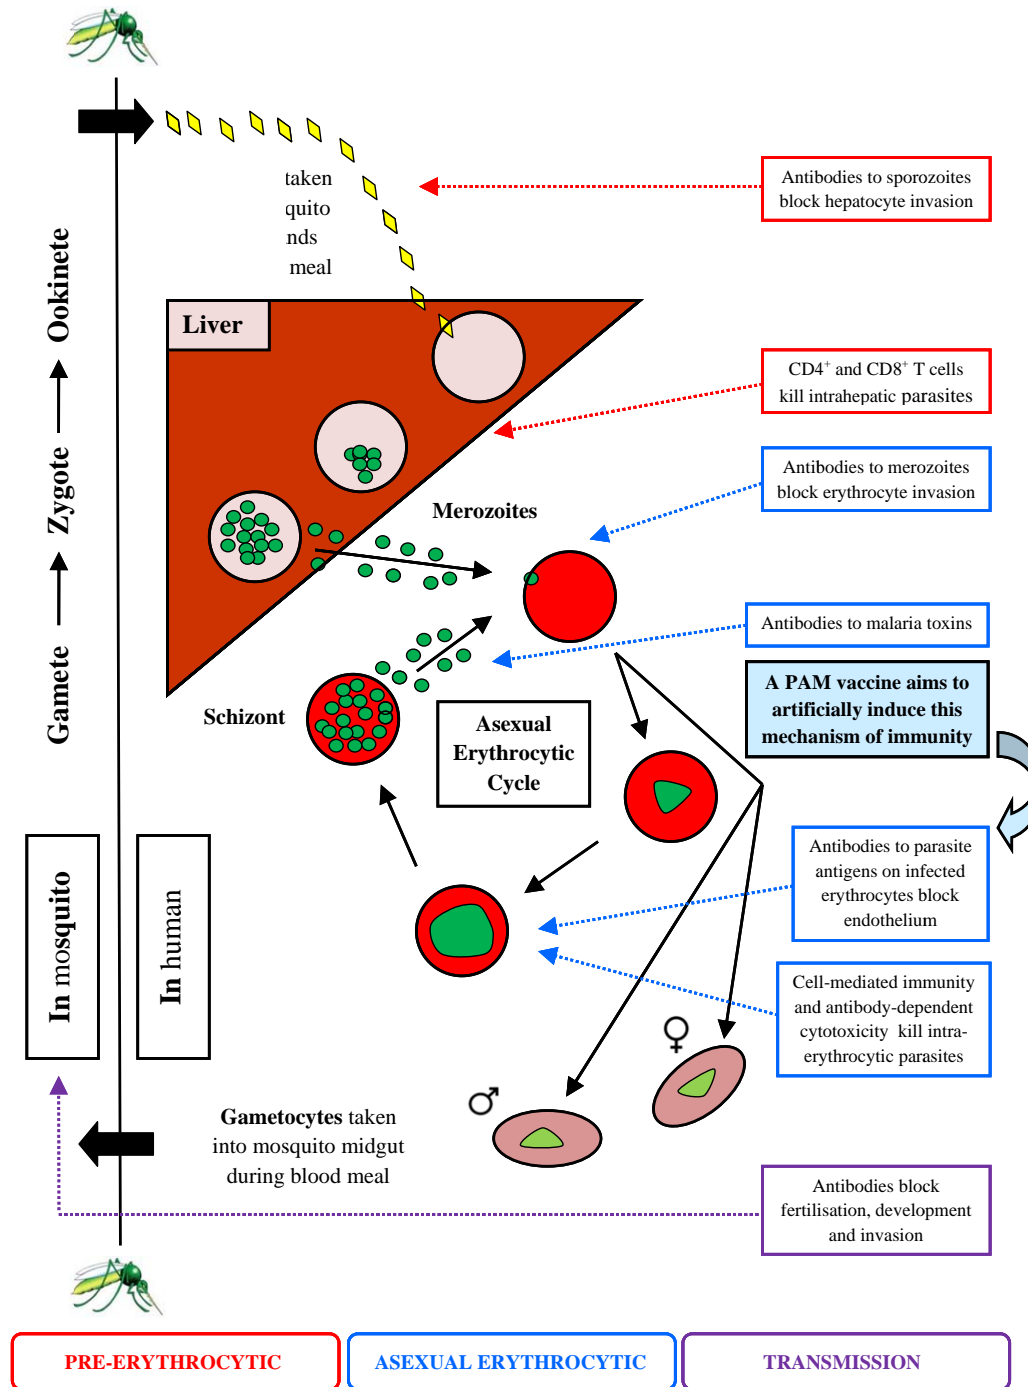 taken
quito
nds
meal
Antibodies to sporozoites
block hepatocyte invasion
Liver
CD4⁺ and CD8⁺ T cells
kill intrahepatic parasites
Antibodies to merozoites
block erythrocyte invasion
Merozoites
Antibodies to malaria toxins
A PAM vaccine aims to
artificially induce this
mechanism of immunity
Schizont
Asexual
Erythrocytic
Cycle
Gamete → Zygote → Ookinete
Antibodies to parasite
antigens on infected
erythrocytes block
endothelium
In mosquito
In human
Cell-mediated immunity
and antibody-dependent
cytotoxicity kill intra-
erythrocytic parasites
♀
♂
Gametocytes taken
into mosquito midgut
during blood meal
Antibodies block
fertilisation, development
and invasion
PRE-ERYTHROCYTIC
ASEXUAL ERYTHROCYTIC
TRANSMISSION